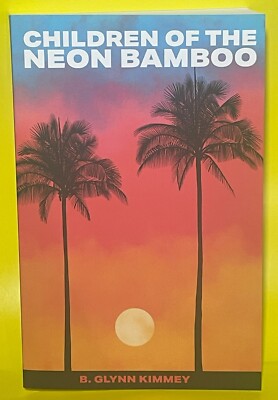 CHILDREN OF THE
NEON BAMBOO
B. GLYNN KIMMEY